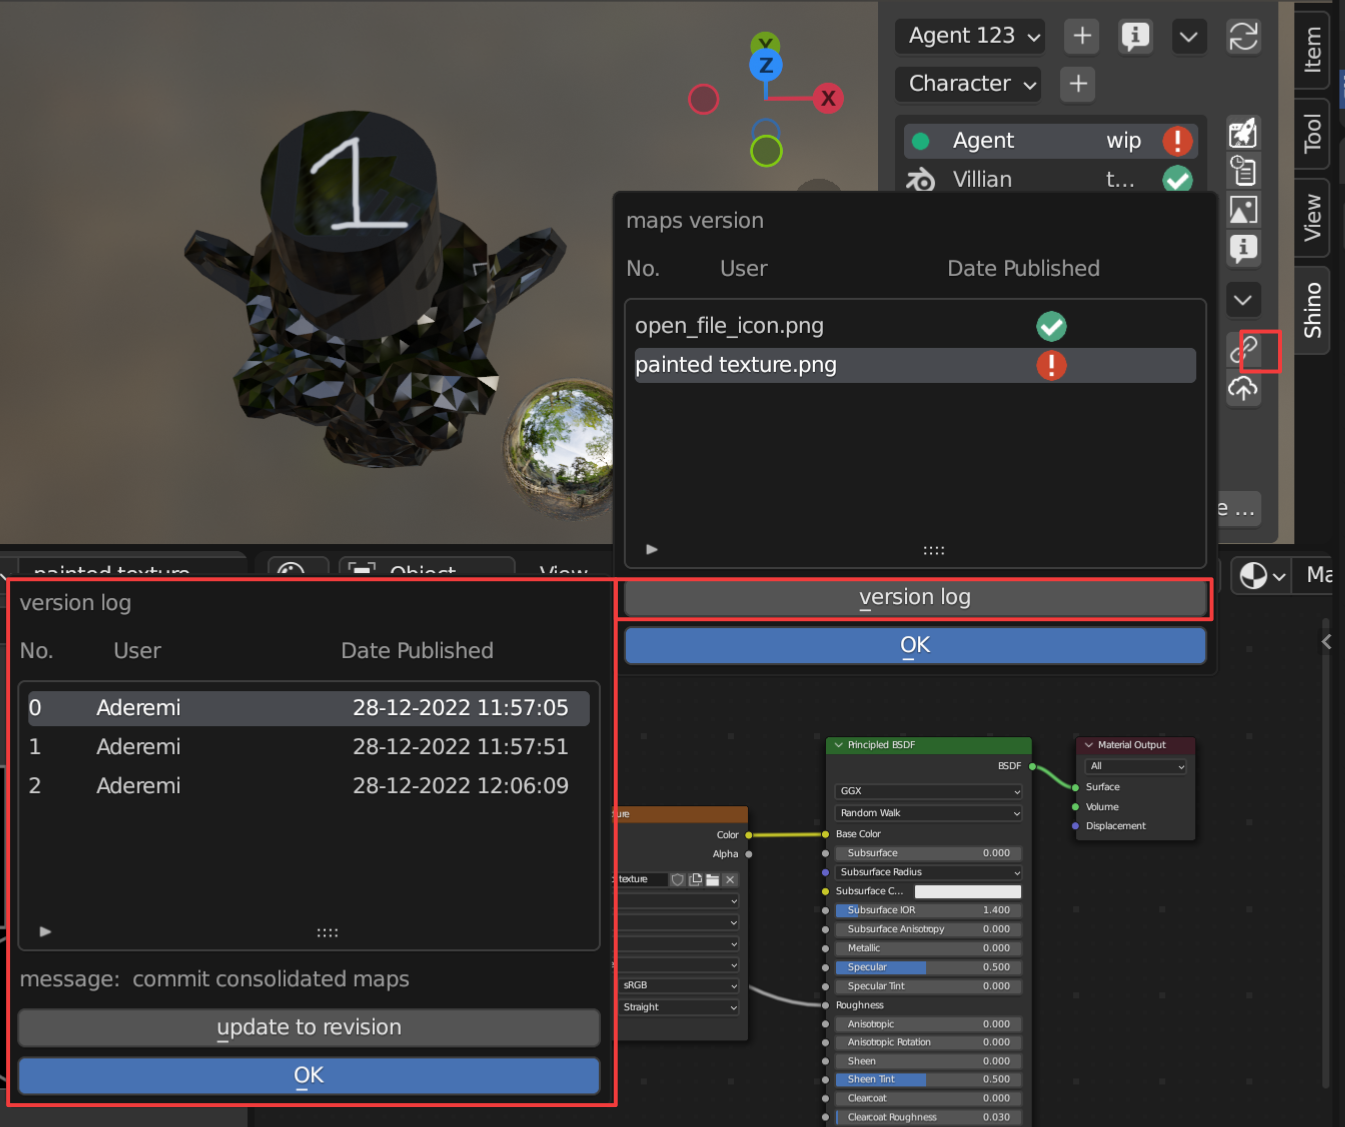 Agent 123
Character
Item
Tool
View
Shino
Agent wip
Villian t...
Y
Z
X
1
maps version
No. User Date Published
open_file_icon.png
painted texture.png
e ...
version log
OK
painted texture
Object
View
Ma
version log
No. User Date Published
0 Aderemi 28-12-2022 11:57:05
1 Aderemi 28-12-2022 11:57:51
2 Aderemi 28-12-2022 12:06:09
message: commit consolidated maps
update to revision
OK
ure
Color
Alpha
texture
sRGB
Straight
Principled BSDF
BSDF
GGX
Random Walk
Base Color
Subsurface 0.000
Subsurface Radius
Subsurface C...
Subsurface IOR 1.400
Subsurface Anisotropy 0.000
Metallic 0.000
Specular 0.500
Specular Tint 0.000
Roughness
Anisotropic 0.000
Anisotropic Rotation 0.000
Sheen 0.000
Sheen Tint 0.500
Clearcoat 0.000
Clearcoat Roughness 0.030
Material Output
All
Surface
Volume
Displacement